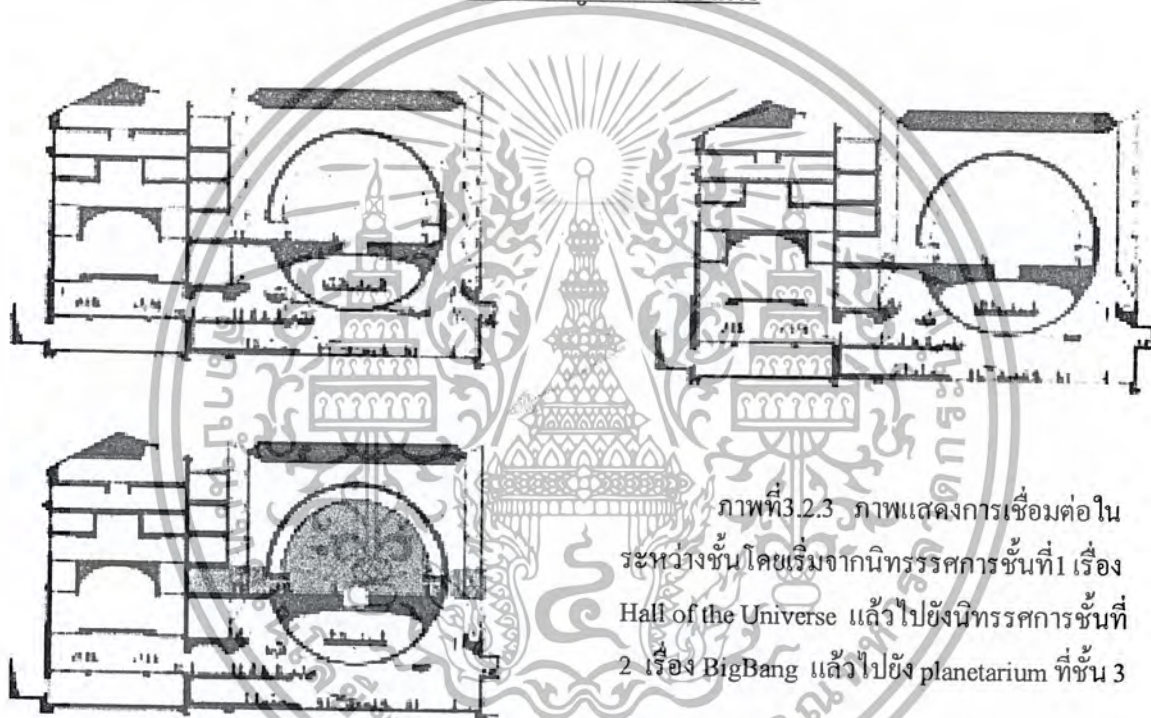 ภาพที่3.2.3 ภาพแสดงการเชื่อมต่อใน
ระหว่างชั้นโดยเริ่มจากนิทรรรศการชั้นที่1 เรื่อง
Hall of the Universe แล้วไปยังนิทรรศการชั้นที่
2 เรื่อง BigBang แล้วไปยัง planetarium ที่ชั้น 3